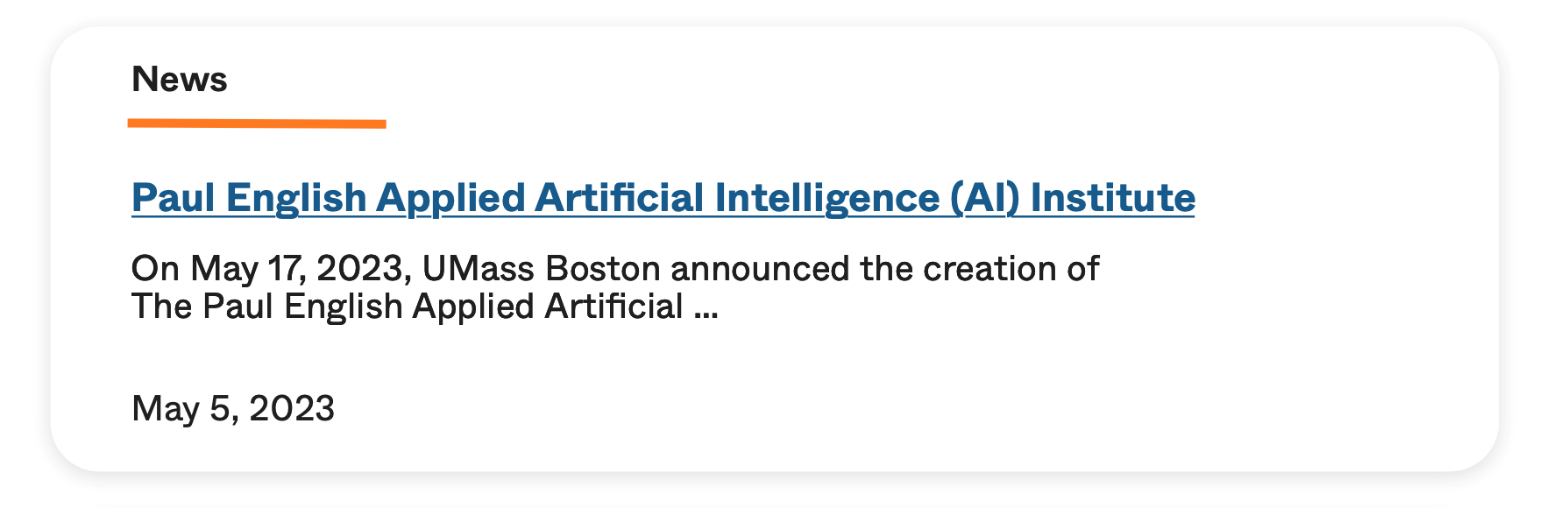 News
Paul English Applied Artificial Intelligence (AI) Institute
On May 17, 2023, UMass Boston announced the creation of
The Paul English Applied Artificial ...
May 5, 2023